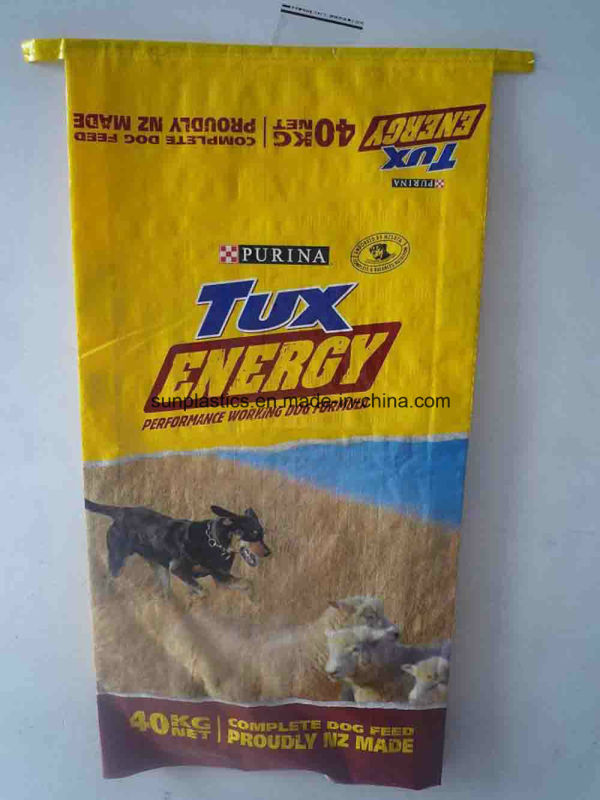 40KG NET | COMPLETE DOG FEED
PROUDLY NZ MADE
PURINA
TUX
ENERGY
PURINA
TUX
ENERGY
PERFORMANCE WORKING DOG FORMULA
sunplastics.en.made-in-china.com
40KG NET | COMPLETE DOG FEED
PROUDLY NZ MADE